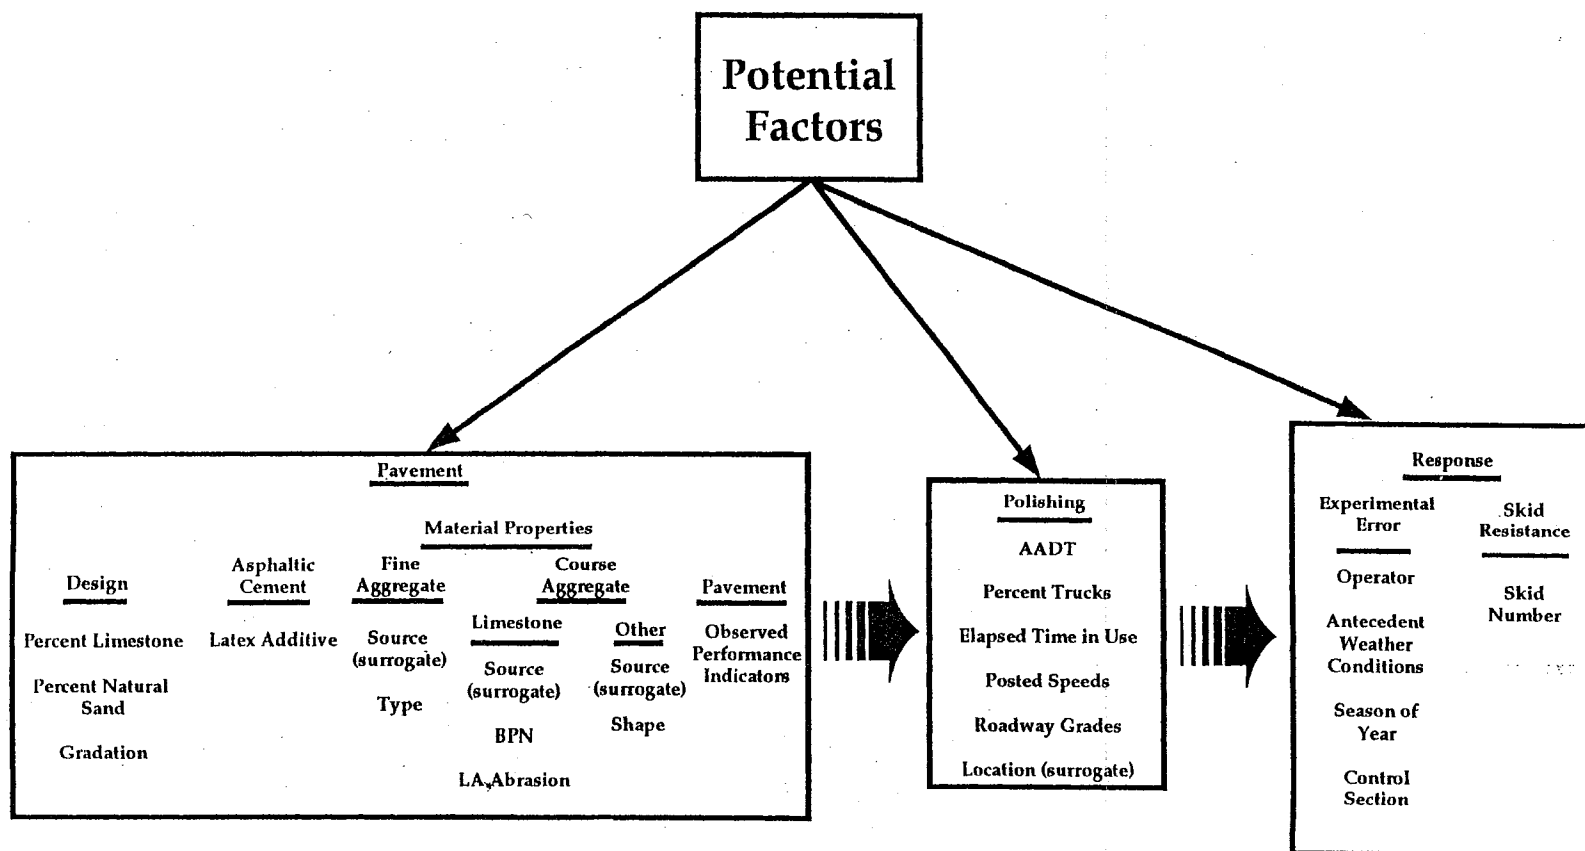 Potential
Factors
Pavement
Material Properties
Design
Percent Limestone
Percent Natural
Sand
Gradation
Asphaltic
Cement
Latex Additive
Fine
Aggregate
Source
(surrogate)
Type
Course
Aggregate
Limestone
Source
(surrogate)
BPN
LA Abrasion
Other
Source
(surrogate)
Shape
Pavement
Observed
Performance
Indicators
Polishing
AADT
Percent Trucks
Elapsed Time in Use
Posted Speeds
Roadway Grades
Location (surrogate)
Response
Experimental
Error
Operator
Antecedent
Weather
Conditions
Season of
Year
Control
Section
Skid
Resistance
Skid
Number